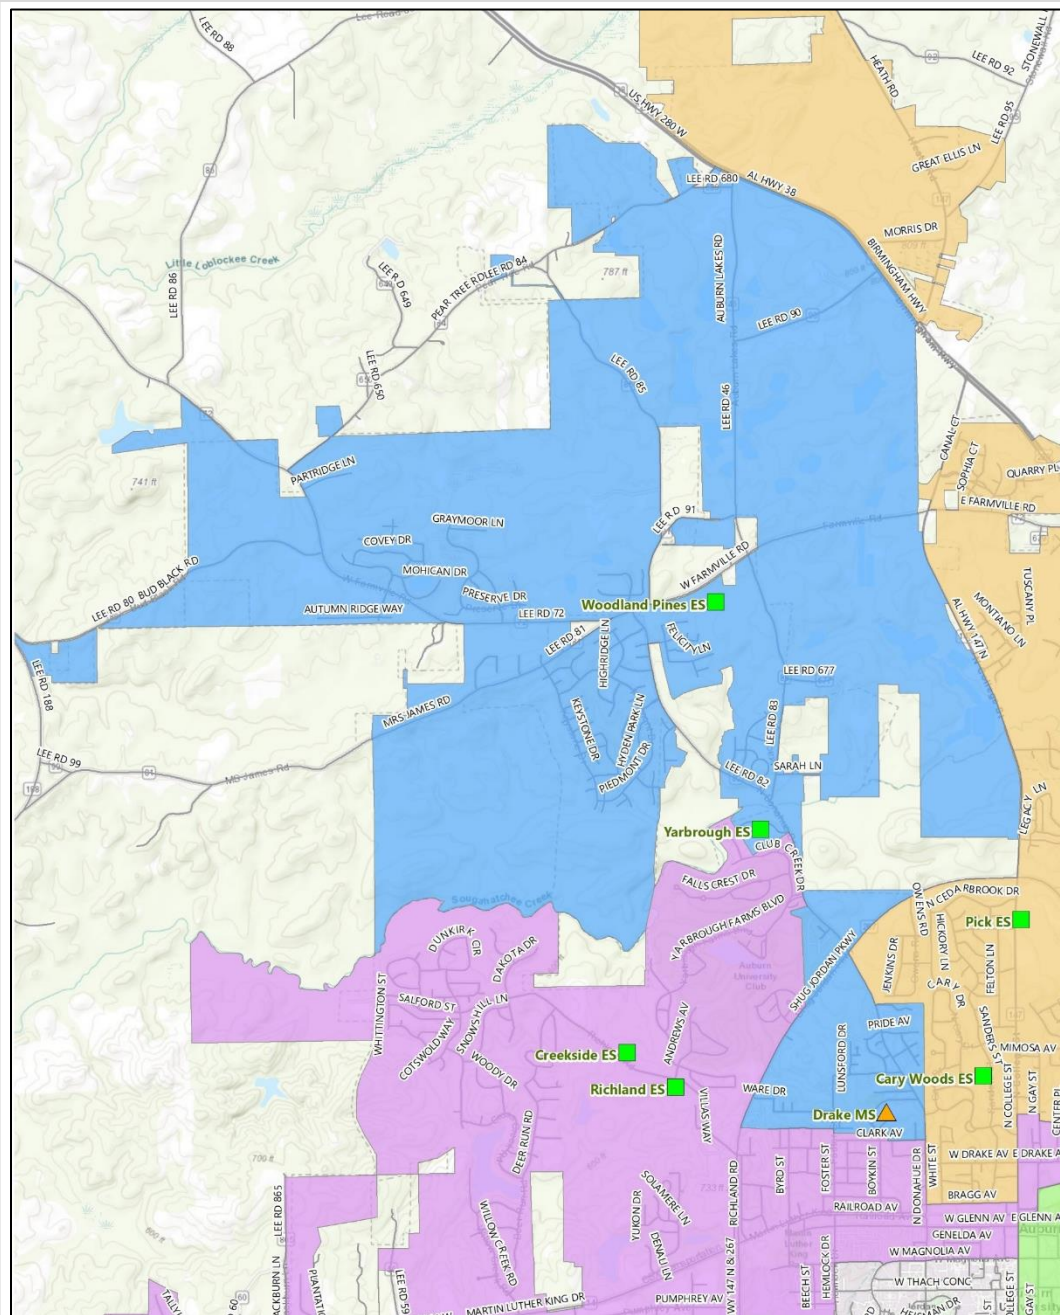 LEE RD 88
HEATH RD
LEE RD 92
STONEWALL
US HWY 280 W
LEE RD 95
GREAT ELLIS LN
LEE RD 680
AL HWY 38
MORRIS DR
Little Loblockee Creek
LEE RD 86
LEE RD 649
PEAR TREE RD
LEE RD 84
787 ft
AUBURN LAKES RD
BIRMINGHAM HWY
LEE RD 90
LEE RD 650
LEE RD 85
LEE RD 46
CANAL CT
SOPHIA CT
QUARRY PL
PARTRIDGE LN
741 ft
E FARMVILLE RD
GRAYMOOR LN
LEE RD 91
COVEY DR
W FARMVILLE RD
MOHICAN DR
LEE RD 80
BUD BLACK RD
PRESERVE DR
AUTUMN RIDGE WAY
LEE RD 72
Woodland Pines ES
TUSCANY PL
MONTIANO LN
AL HWY 147 N
LEE RD 81
HIGHRIDGE LN
FELICITY LN
LEE RD 677
LEE RD 188
MRS JAMES RD
KEYSTONE DR
HYDEN PARK LN
PIEDMONT DR
LEE RD 83
LEE RD 99
MS James Rd
LEE RD 82
SARAH LN
LEGACY LN
Yarbrough ES
CLUB CREEK DR
FALLS CREST DR
N CEDARBROOK DR
OWENS RD
Saugahatchee Creek
YARBROUGH FARMS BLVD
HICKORY LN
Pick ES
DUNKIRK CIR
DAKOTA DR
SHUG JORDAN PKWY
JENKINS DR
FELTON LN
Auburn
University
Club
CARY DR
SALFORD ST
SNOWSHILL LN
WHITTINGTON ST
COTSWOLD WAY
ANDREWS AV
PRIDE AV
SANDERS ST
LUNSFORD DR
MIMOSA AV
Creekside ES
WOODY DR
Cary Woods ES
Richland ES
WARE DR
N COLLEGE ST
N GAY ST
CENTER PL
VILLAS WAY
Drake MS
CLARK AV
DEER RUN RD
700 ft
W DRAKE AV
E DRAKE A
BYRD ST
FOSTER ST
BOYKIN ST
N DONAHUE DR
WHITE ST
RICHLAND RD
733 ft
SOLAMERE LN
BRAGG AV
LEE RD 865
RAILROAD AV
YUKON DR
WILLOW CREEK RD
W GLENN AV
E GLENN A
DENALI LN
GENELDA AV
W MAGNOLIA AV
BEECH ST
HEMLOCK DR
W THACH CONC
MARTIN LUTHER KING DR
PUMPHREY AV
HEISMAN DR